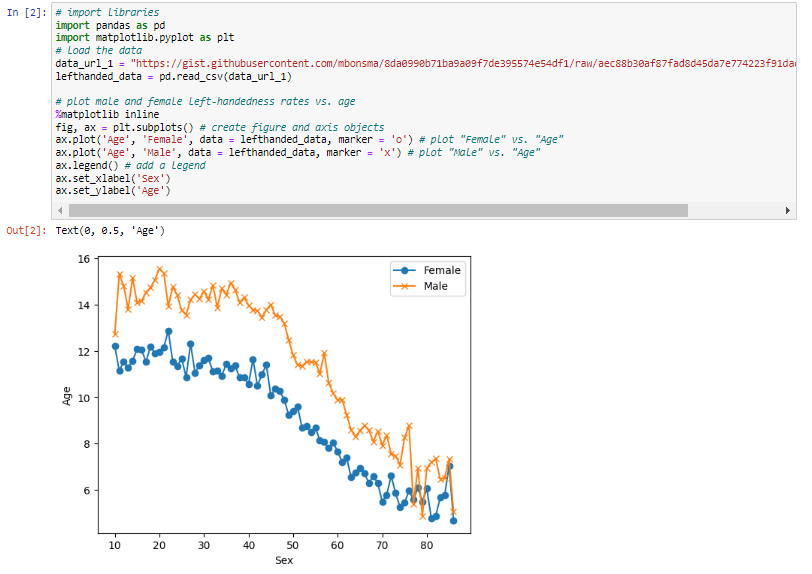 In [2]:
# import libraries
import pandas as pd
import matplotlib.pyplot as plt
# load the data
data_url_1 = "https://gist.githubusercontent.com/mbonsma/8da0990b71ba9a09f7de395574e54df1/raw/aec88b30af87fad8d45da7e774223f91dad
lefthanded_data = pd.read_csv(data_url_1)
# plot male and female left-handedness rates vs. age
%matplotlib inline
fig, ax = plt.subplots() # create figure and axis objects
ax.plot('Age', 'Female', data = lefthanded_data, marker = 'o') # plot "Female" vs. "Age"
ax.plot('Age', 'Male', data = lefthanded_data, marker = 'x') # plot "Male" vs. "Age"
ax.legend() # add a legend
ax.set_xlabel('Sex')
ax.set_ylabel('Age')
Out[2]: Text(0, 0.5, 'Age')
Female
Male
16
14
12
10
8
6
Age
10 20 30 40 50 60 70 80
Sex